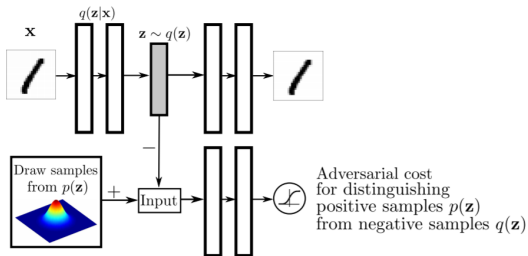 q(z|x)
x
z ∼ q(z)
−
Draw samples
from p(z)
+
Input
Adversarial cost
for distinguishing
positive samples p(z)
from negative samples q(z)